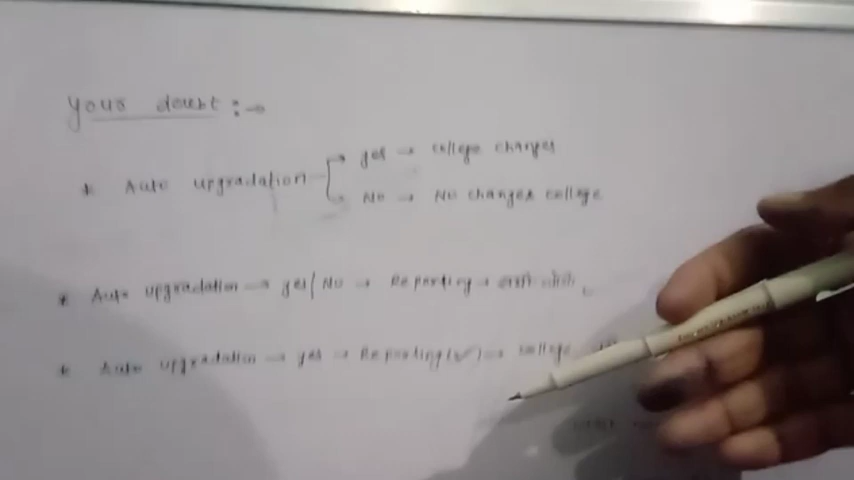 Your doubt :→
* Auto upgradation → yes → college changes
→ No → No changes college
* Auto upgradation → yes/No → Reporting →
* Auto upgradation → yes → Reporting(✓) → college